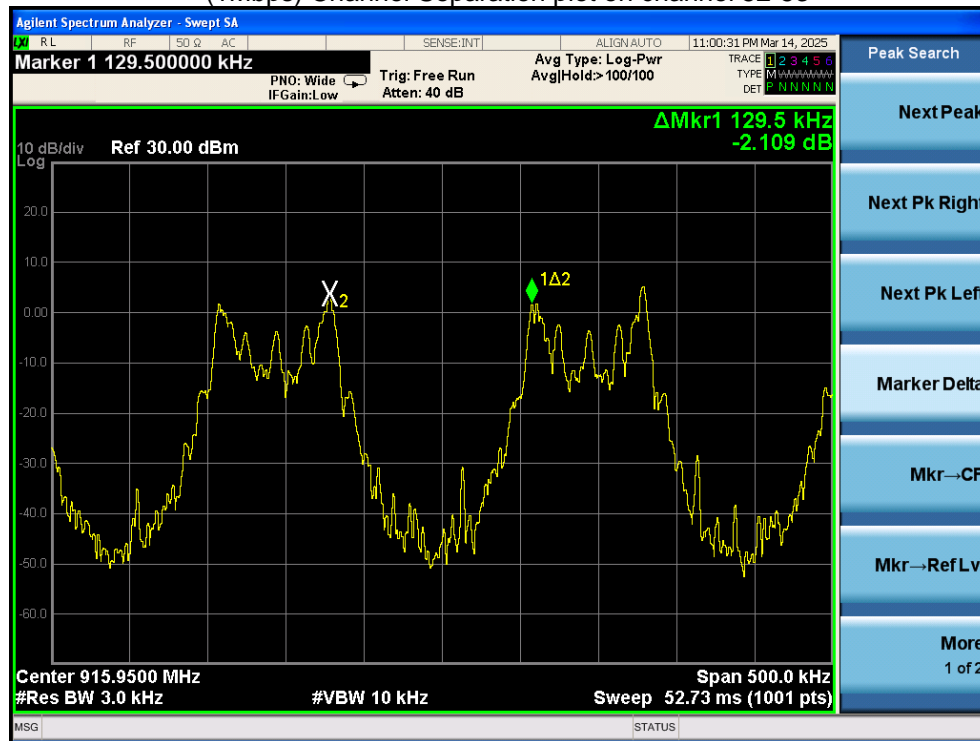 Agilent Spectrum Analyzer - Swept SA
LXI RL RF 50 Ω AC SENSE:INT ALIGN AUTO 11:00:31 PM Mar 14, 2025
Marker 1 129.500000 kHz
PNO: Wide
IFGain:Low
Trig: Free Run
Atten: 40 dB
Avg Type: Log-Pwr
Avg|Hold:>100/100
TRACE 1 2 3 4 5 6
TYPE M
DET P N N N N N
Peak Search
ΔMkr1 129.5 kHz
-2.109 dB
10 dB/div Ref 30.00 dBm
Log
20.0
10.0
0.00
-10.0
-20.0
-30.0
-40.0
-50.0
-60.0
2
1Δ2
Center 915.9500 MHz Span 500.0 kHz
#Res BW 3.0 kHz #VBW 10 kHz Sweep 52.73 ms (1001 pts)
MSG STATUS
Next Peak
Next Pk Right
Next Pk Left
Marker Delta
Mkr→CF
Mkr→Ref Lv
More
1 of 2